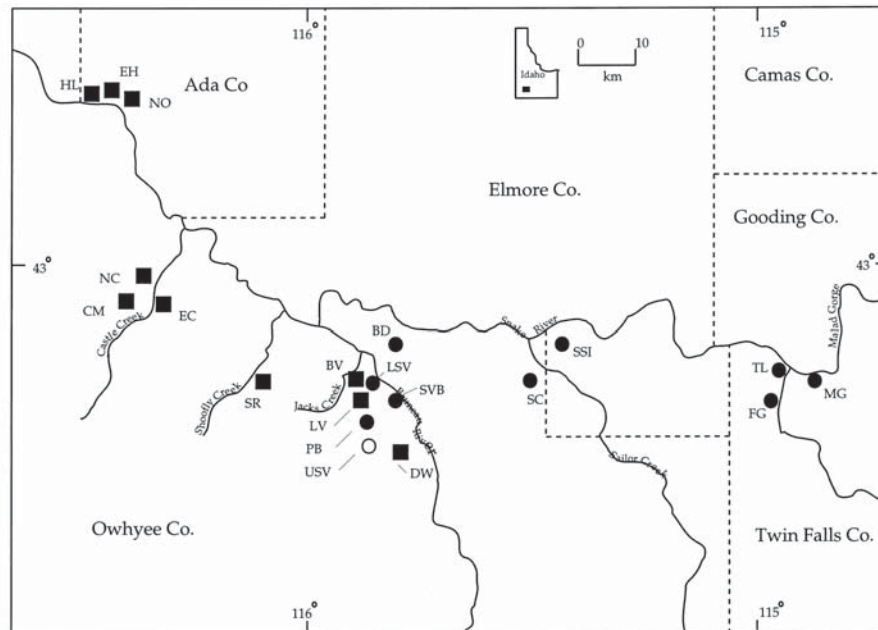 116°
115°
EH
HL
NO
Ada Co
Idaho
0 10
km
Camas Co.
Elmore Co.
Gooding Co.
43°
43°
NC
CM
EC
Castle Creek
Snake River
Malad Gorge
BD
SSI
BV
LSV
TL
SR
Shoofly Creek
Jacks Creek
SVB
SC
MG
LV
FG
Bruneau River
PB
USV
DW
Sailor Creek
Owhyee Co.
Twin Falls Co.
116°
115°